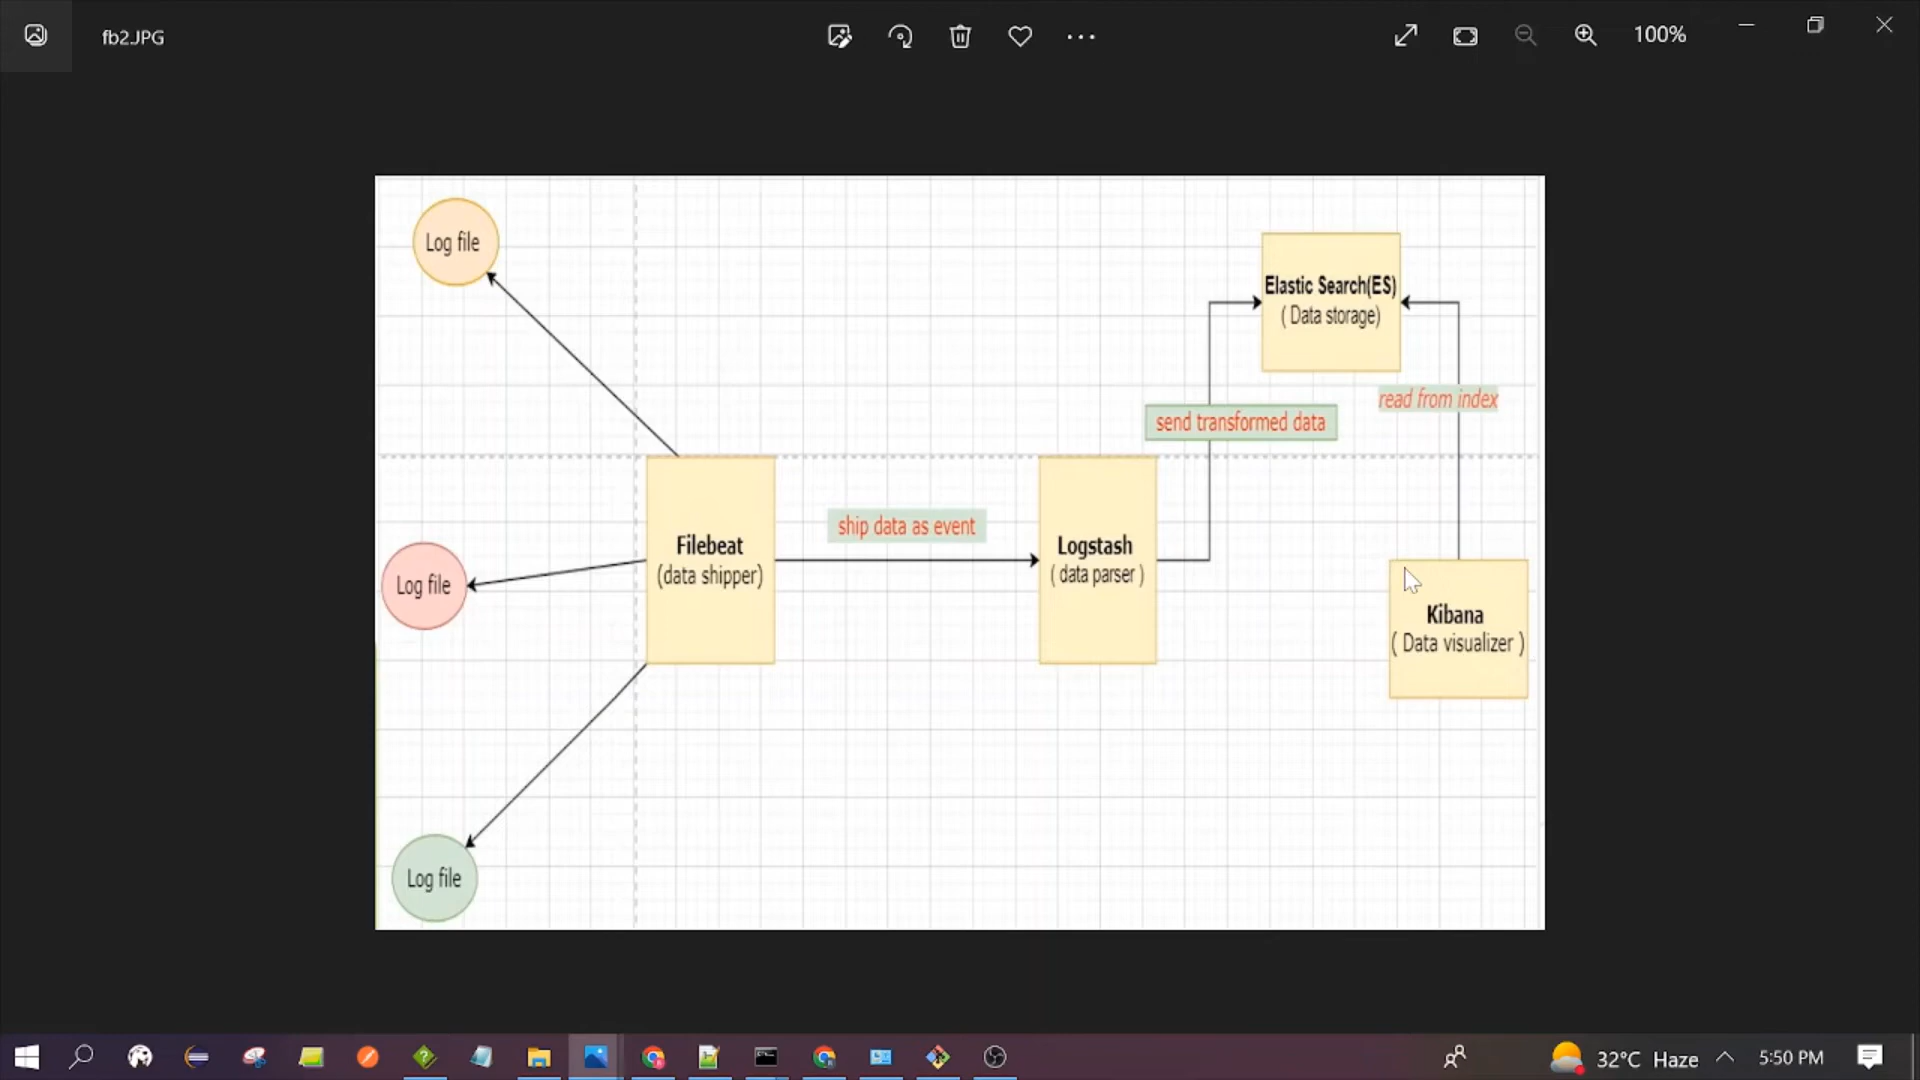 fb2.JPG
100%
Log file
Elastic Search(ES)
( Data storage)
read from index
send transformed data
ship data as event
Filebeat
(data shipper)
Logstash
( data parser )
Log file
Kibana
( Data visualizer )
Log file
32°C Haze
5:50 PM